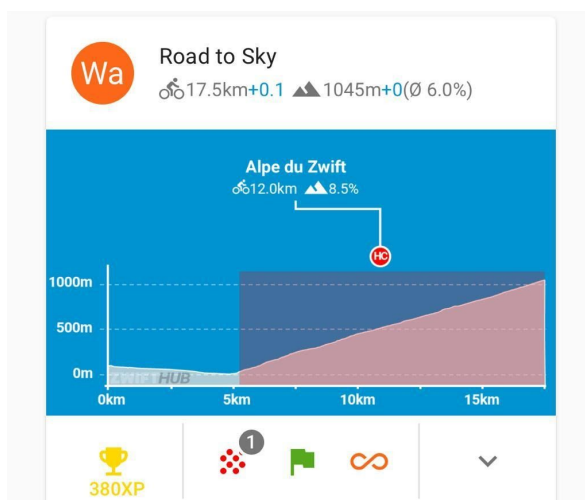 Wa
Road to Sky
17.5km+0.1 1045m+0(Ø 6.0%)
Alpe du Zwift
12.0km 8.5%
HC
1000m
500m
0m
ZWIFTHUB
0km 5km 10km 15km
1
380XP